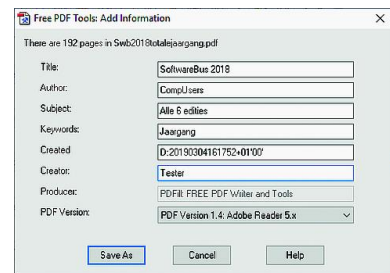 Free PDF Tools: Add Information
There are 192 pages in Swb2018totalejaargang.pdf
Title: SoftwareBus 2018
Author: CompUsers
Subject: Alle 6 edities
Keywords: Jaargang
Created D:20190304161752+01'00'
Creator: Tester
Producer: PDFill: FREE PDF Writer and Tools
PDF Version: PDF Version 1.4: Adobe Reader 5.x
Save As Cancel Help